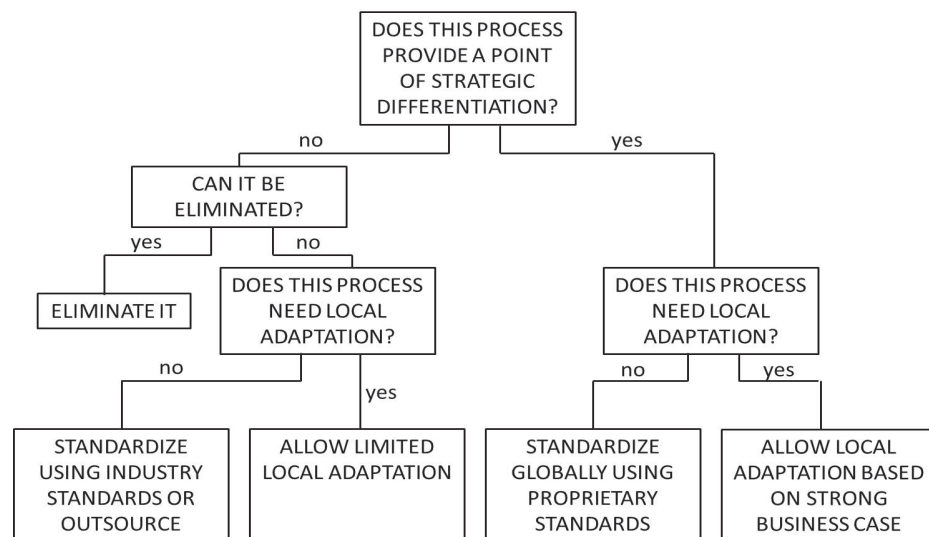 DOES THIS PROCESS
PROVIDE A POINT
OF STRATEGIC
DIFFERENTIATION?
no
yes
CAN IT BE
ELIMINATED?
yes
no
ELIMINATE IT
DOES THIS PROCESS
NEED LOCAL
ADAPTATION?
DOES THIS PROCESS
NEED LOCAL
ADAPTATION?
no
yes
no
yes
STANDARDIZE
USING INDUSTRY
STANDARDS OR
OUTSOURCE
ALLOW LIMITED
LOCAL ADAPTATION
STANDARDIZE
GLOBALLY USING
PROPRIETARY
STANDARDS
ALLOW LOCAL
ADAPTATION BASED
ON STRONG
BUSINESS CASE